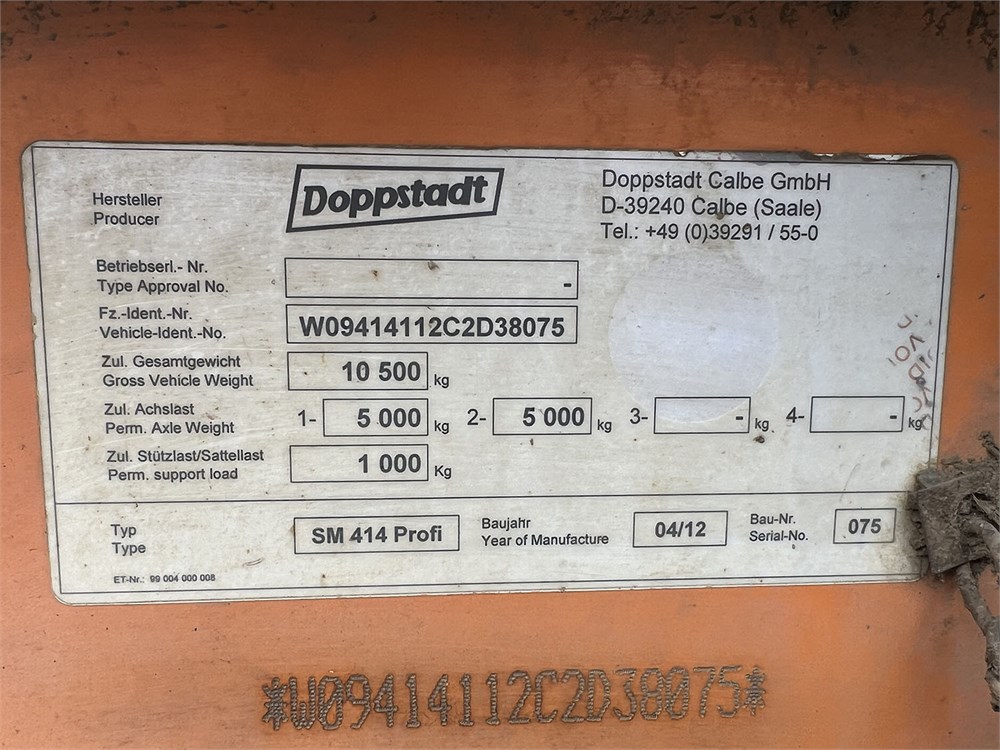 Hersteller
Producer
Doppstadt
Doppstadt Calbe GmbH
D-39240 Calbe (Saale)
Tel.: +49 (0)39291 / 55-0
Betriebserl.- Nr.
Type Approval No.
-
Fz.-Ident.-Nr.
Vehicle-Ident.-No.
W09414112C2D38075
Zul. Gesamtgewicht
Gross Vehicle Weight
10 500 kg
Zul. Achslast
Perm. Axle Weight
1- 5 000 kg 2- 5 000 kg 3- - kg 4- - kg
Zul. Stützlast/Sattellast
Perm. support load
1 000 Kg
Typ
Type
SM 414 Profi
Baujahr
Year of Manufacture
04/12
Bau-Nr.
Serial-No.
075
ET-Nr.: 99 004 000 008
*W09414112C2D38075*